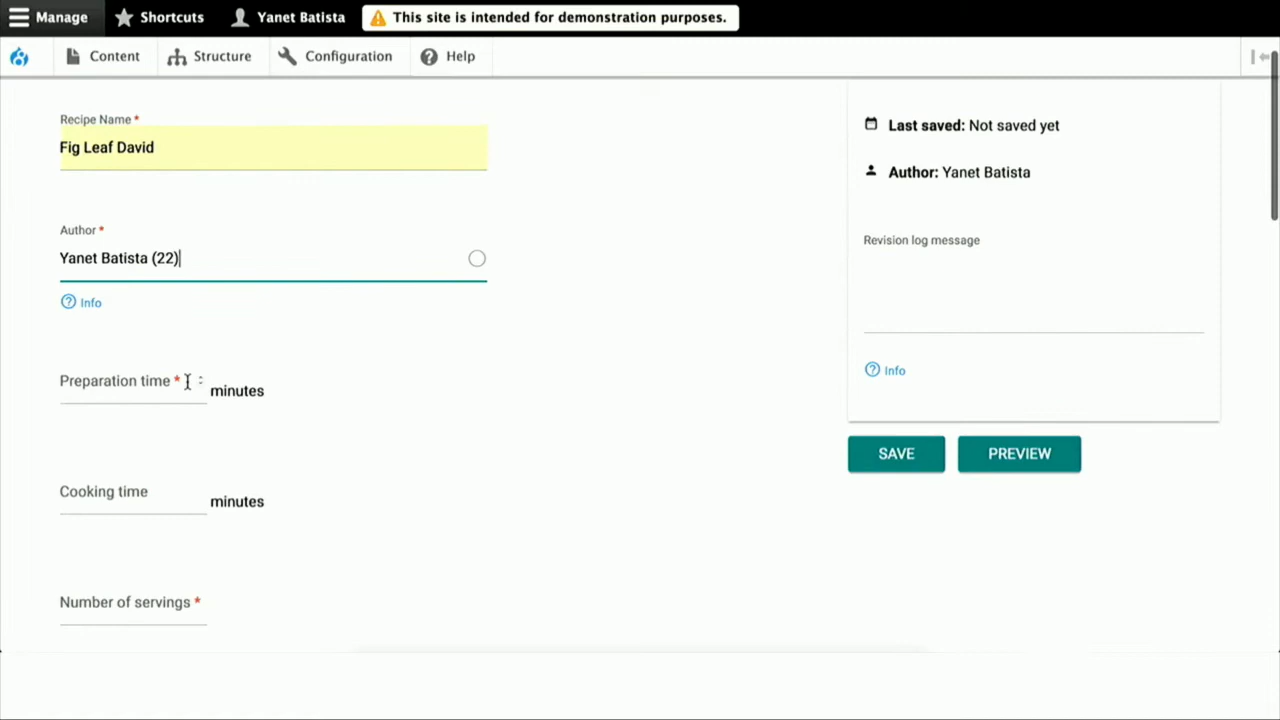 Manage
Shortcuts
Yanet Batista
This site is intended for demonstration purposes.
Content
Structure
Configuration
Help
Recipe Name *
Fig Leaf David
Author *
Yanet Batista (22)
Info
Preparation time *
minutes
Cooking time
minutes
Number of servings *
Last saved: Not saved yet
Author: Yanet Batista
Revision log message
Info
SAVE
PREVIEW